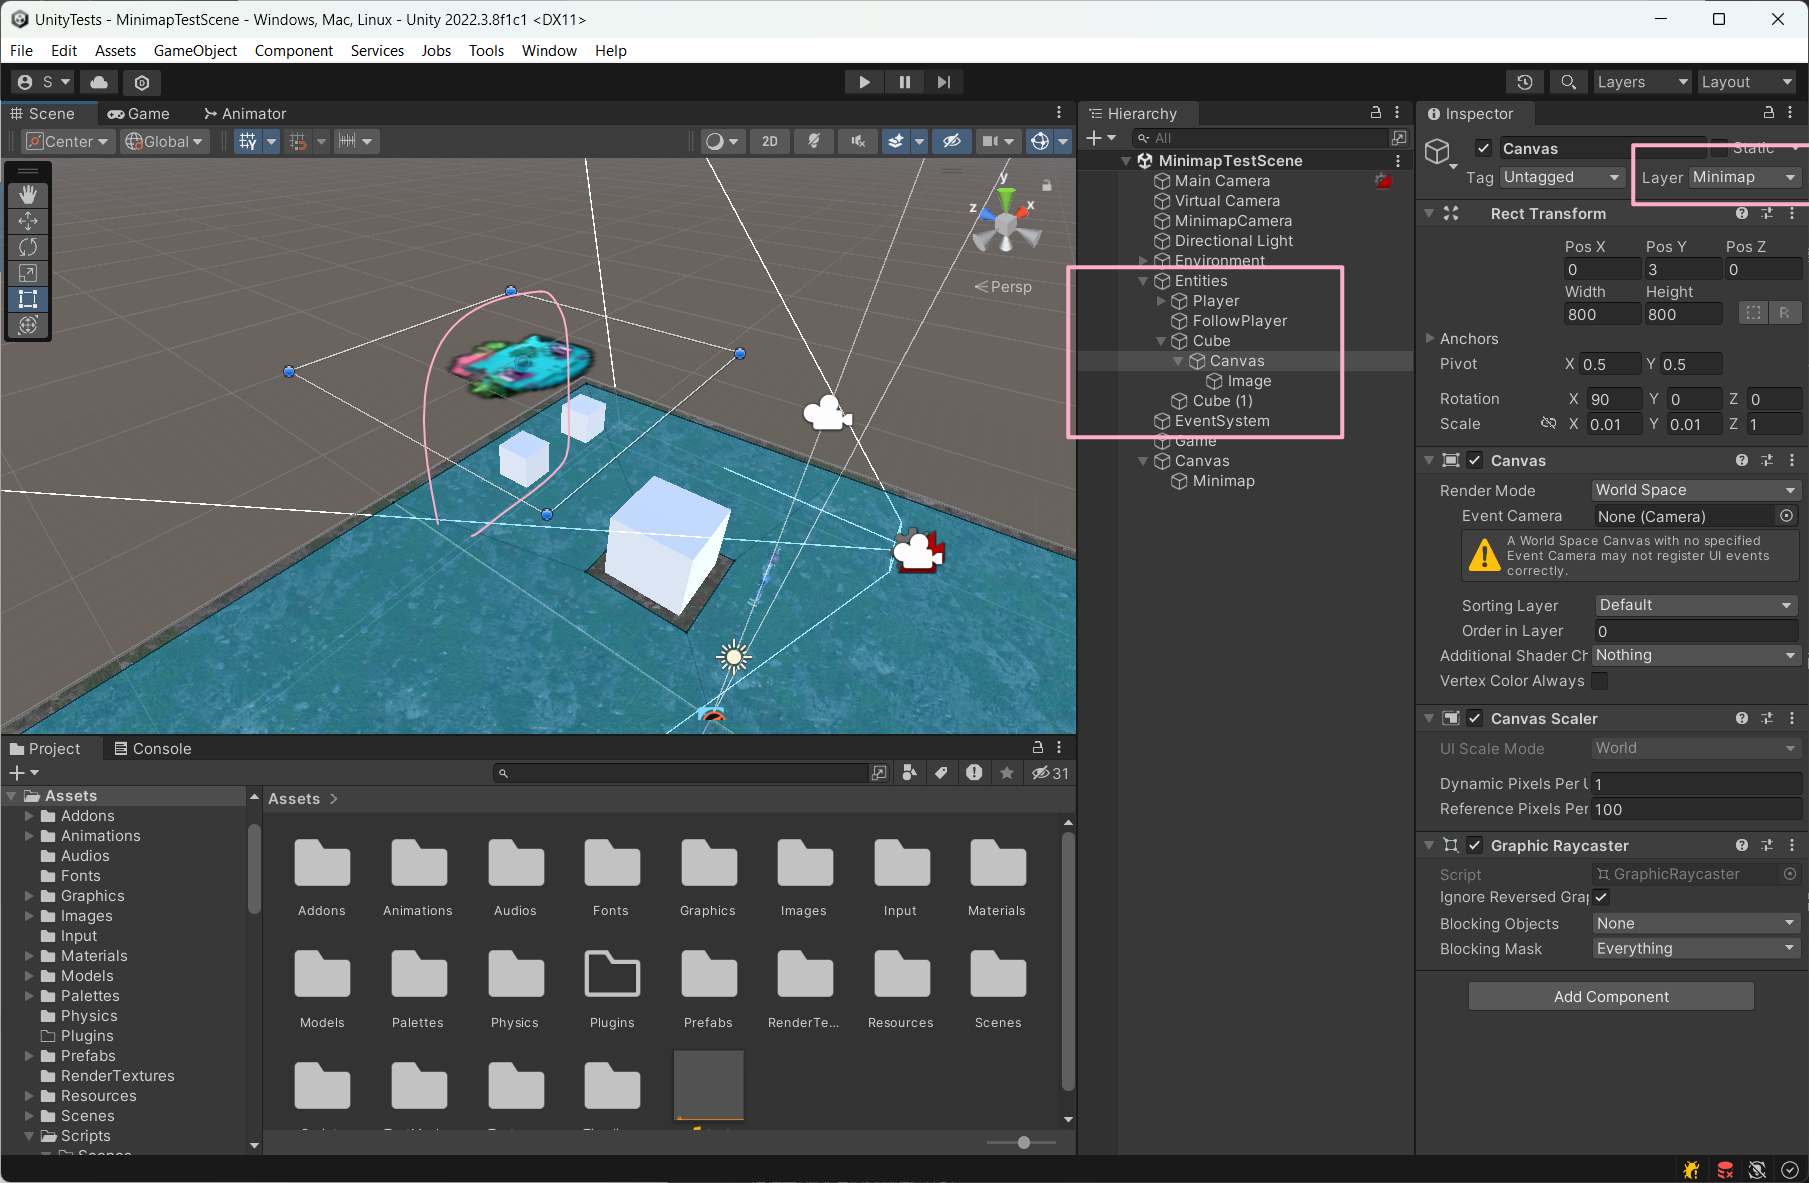 UnityTests - MinimapTestScene - Windows, Mac, Linux - Unity 2022.3.8f1c1 <DX11>
File Edit Assets GameObject Component Services Jobs Tools Window Help
S
Layers Layout
Scene Game Animator
Center Global 2D
y
z x
Persp
Hierarchy
All
MinimapTestScene
Main Camera
Virtual Camera
MinimapCamera
Directional Light
Environment
Entities
Player
FollowPlayer
Cube
Canvas
Image
Cube (1)
EventSystem
Game
Canvas
Minimap
Inspector
Canvas Static
Tag Untagged Layer Minimap
Rect Transform
Pos X Pos Y Pos Z
0 3 0
Width Height
800 800 R
Anchors
Pivot X 0.5 Y 0.5
Rotation X 90 Y 0 Z 0
Scale X 0.01 Y 0.01 Z 1
Canvas
Render Mode World Space
Event Camera None (Camera)
A World Space Canvas with no specified
Event Camera may not register UI events
correctly.
Sorting Layer Default
Order in Layer 0
Additional Shader Ch Nothing
Vertex Color Always
Canvas Scaler
UI Scale Mode World
Dynamic Pixels Per U 1
Reference Pixels Per 100
Graphic Raycaster
Script GraphicRaycaster
Ignore Reversed Grap
Blocking Objects None
Blocking Mask Everything
Add Component
Project Console
31
Assets
Addons
Animations
Audios
Fonts
Graphics
Images
Input
Materials
Models
Palettes
Physics
Plugins
Prefabs
RenderTextures
Resources
Scenes
Scripts
Assets >
Addons Animations Audios Fonts Graphics Images Input Materials
Models Palettes Physics Plugins Prefabs RenderTe... Resources Scenes